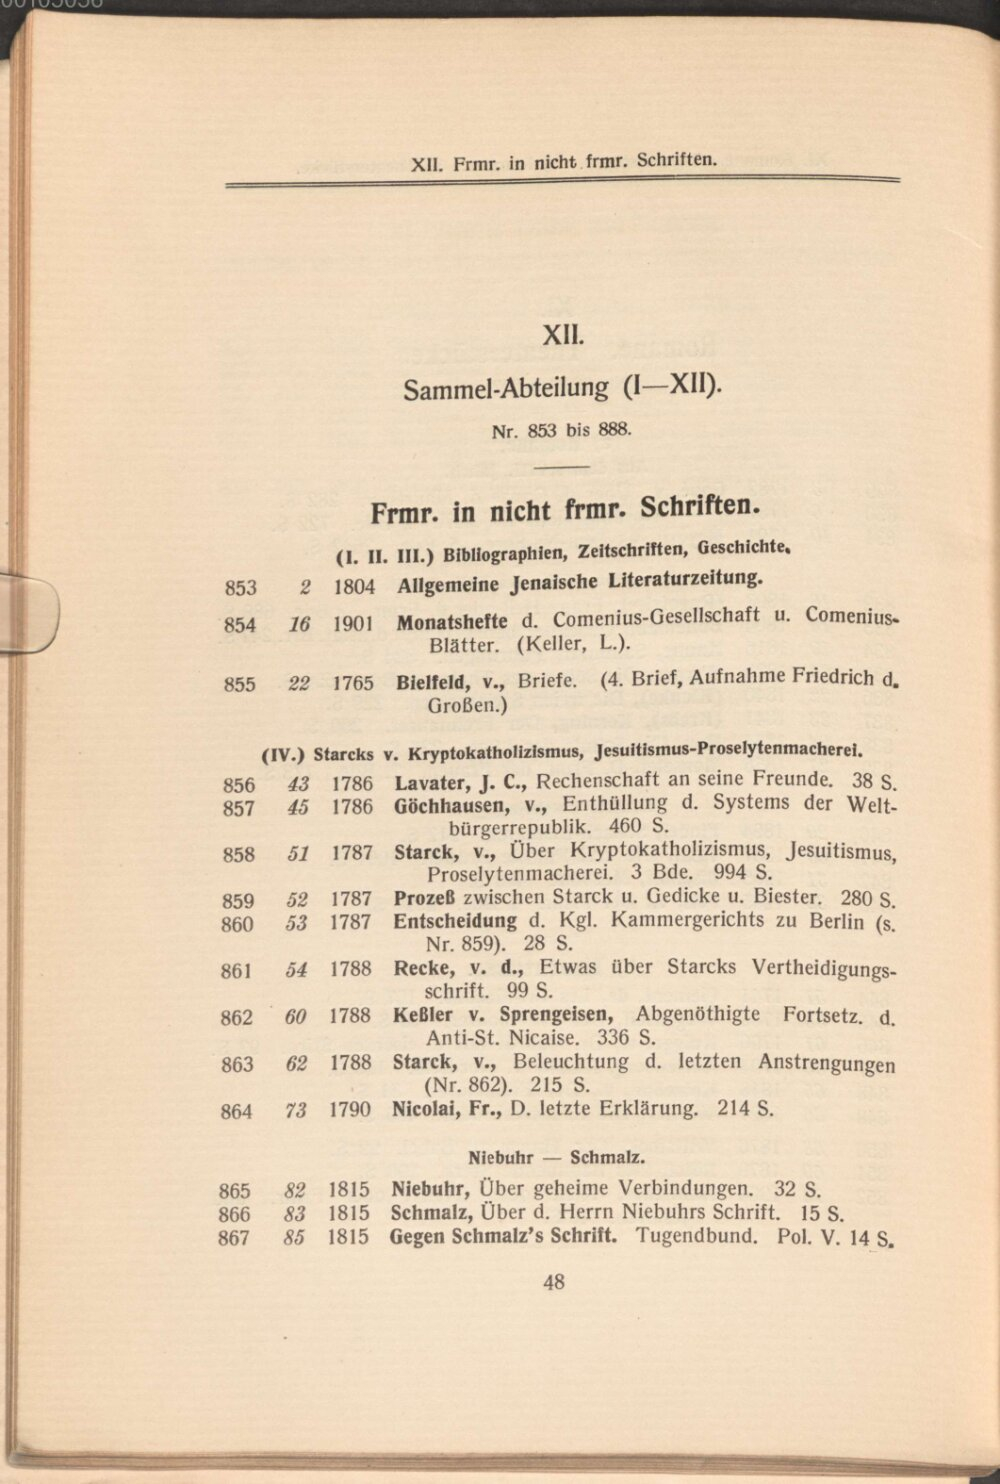 XII. Frmr. in nicht frmr. Schriften.
XII.
Sammel-Abteilung (I—XII).
Nr. 853 bis 888.
Frmr. in nicht frmr. Schriften.
(I. II. III.) Bibliographien, Zeitschriften, Geschichte.
853 2 1804 Allgemeine Jenaische Literaturzeitung.
854 16 1901 Monatshefte d. Comenius-Gesellschaft u. Comenius-
Blätter. (Keller, L.).
855 22 1765 Bielfeld, v., Briefe. (4. Brief, Aufnahme Friedrich d.
Großen.)
(IV.) Starcks v. Kryptokatholizismus, Jesuitismus-Proselytenmacherei.
856 43 1786 Lavater, J. C., Rechenschaft an seine Freunde. 38 S.
857 45 1786 Göchhausen, v., Enthüllung d. Systems der Welt-
bürgerrepublik. 460 S.
858 51 1787 Starck, v., Über Kryptokatholizismus, Jesuitismus,
Proselytenmacherei. 3 Bde. 994 S.
859 52 1787 Prozeß zwischen Starck u. Gedicke u. Biester. 280 S.
860 53 1787 Entscheidung d. Kgl. Kammergerichts zu Berlin (s.
Nr. 859). 28 S.
861 54 1788 Recke, v. d., Etwas über Starcks Vertheidigungs-
schrift. 99 S.
862 60 1788 Keßler v. Sprengeisen, Abgenöthigte Fortsetz. d.
Anti-St. Nicaise. 336 S.
863 62 1788 Starck, v., Beleuchtung d. letzten Anstrengungen
(Nr. 862). 215 S.
864 73 1790 Nicolai, Fr., D. letzte Erklärung. 214 S.
Niebuhr — Schmalz.
865 82 1815 Niebuhr, Über geheime Verbindungen. 32 S.
866 83 1815 Schmalz, Über d. Herrn Niebuhrs Schrift. 15 S.
867 85 1815 Gegen Schmalz's Schrift. Tugendbund. Pol. V. 14 S.
48